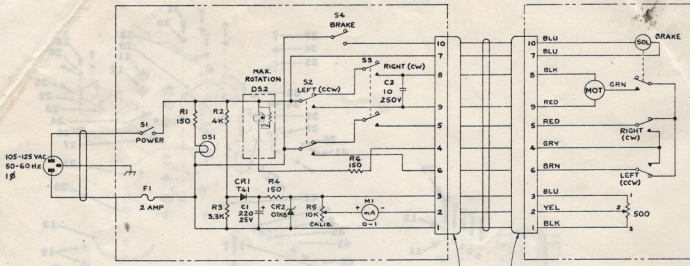 S4
BRAKE
10
10
BLU
SOL
BRAKE
7
7
BLU
MAX.
ROTATION
DS2
S2
LEFT (CCW)
S3
RIGHT (CW)
8
8
BLK
C2
10
250V
MOT
GRN
R1
150
R2
4K
9
9
RED
S1
POWER
DS1
5
5
RED
RIGHT
(CW)
4
4
GRY
105-125 VAC
50-60 Hz
1Ø
R6
150
6
6
BRN
LEFT
(CCW)
F1
2 AMP
CR1
T41
R4
150
3
3
BLU
1
R3
3.3K
C1
220
25V
+
CR2
R5
10K
CALIB.
+
M1
mA
-
0-1
2
2
YEL
2
500
1
1
BLK
3